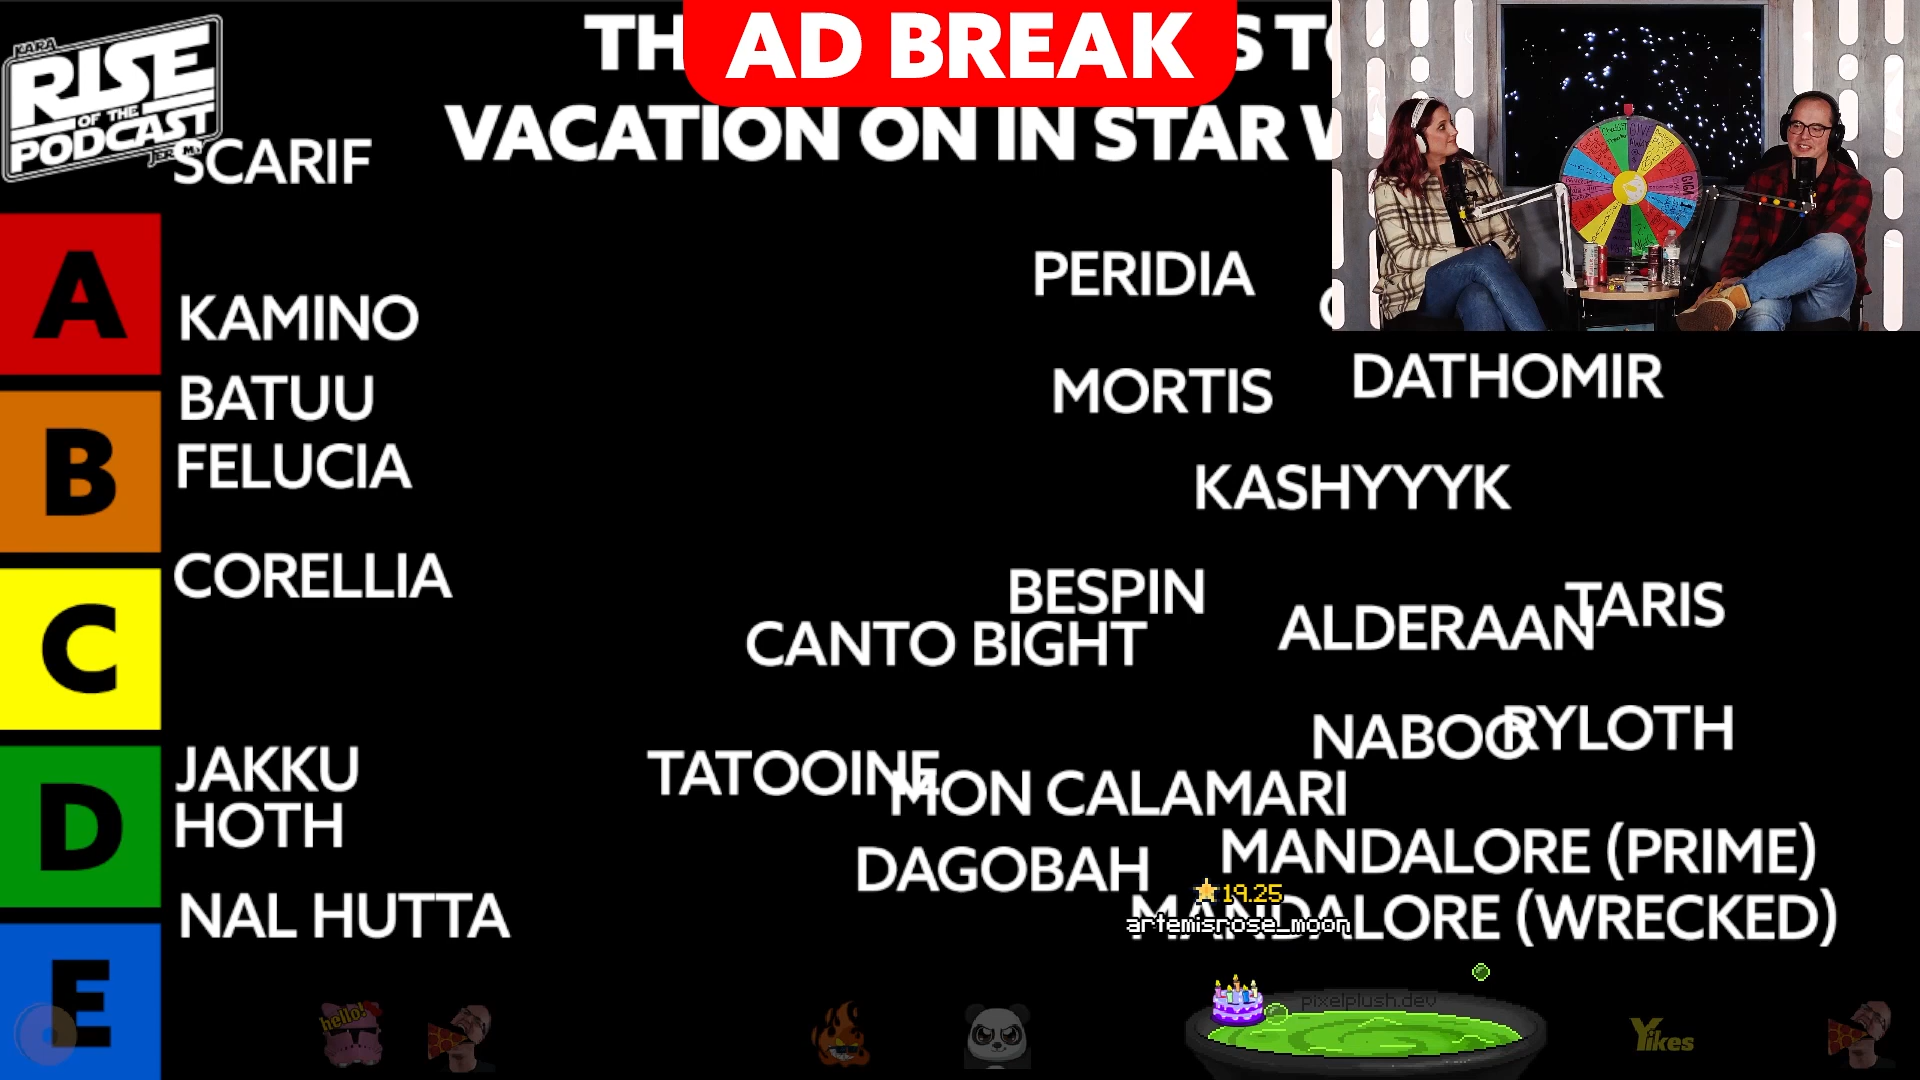 KARA
RISE
OF THE
PODCAST
AD BREAK
VACATION ON IN STAR
SCARIF
A
PERIDIA
KAMINO
MORTIS
DATHOMIR
BATUU
B
FELUCIA
KASHYYYK
CORELLIA
BESPIN
TARIS
ALDERAAN
CANTO BIGHT
C
NABOO
RYLOTH
JAKKU
TATOOINE
MON CALAMARI
D
HOTH
MANDALORE (PRIME)
DAGOBAH
19.25
artemisrose_moon
NAL HUTTA
MANDALORE (WRECKED)
E
hello!
pixelplush.dev
Yikes